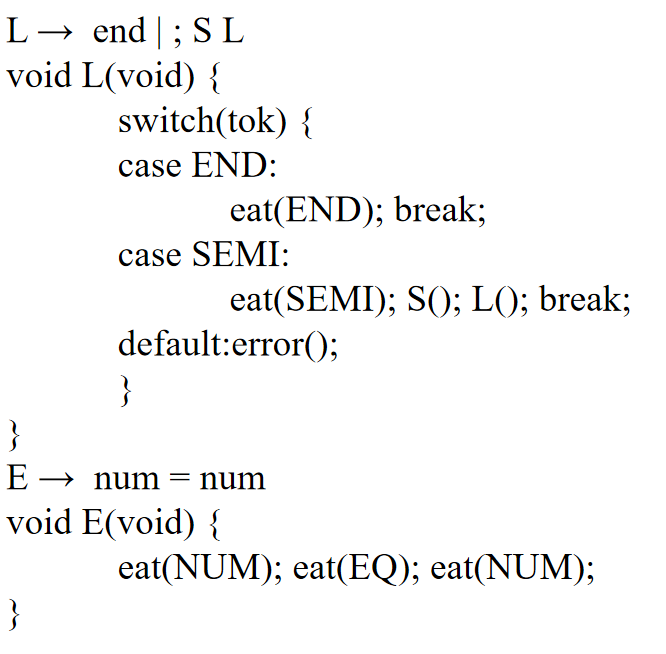 L → end | ; S L
void L(void) {
switch(tok) {
case END:
eat(END); break;
case SEMI:
eat(SEMI); S(); L(); break;
default:error();
}
}
E → num = num
void E(void) {
eat(NUM); eat(EQ); eat(NUM);
}